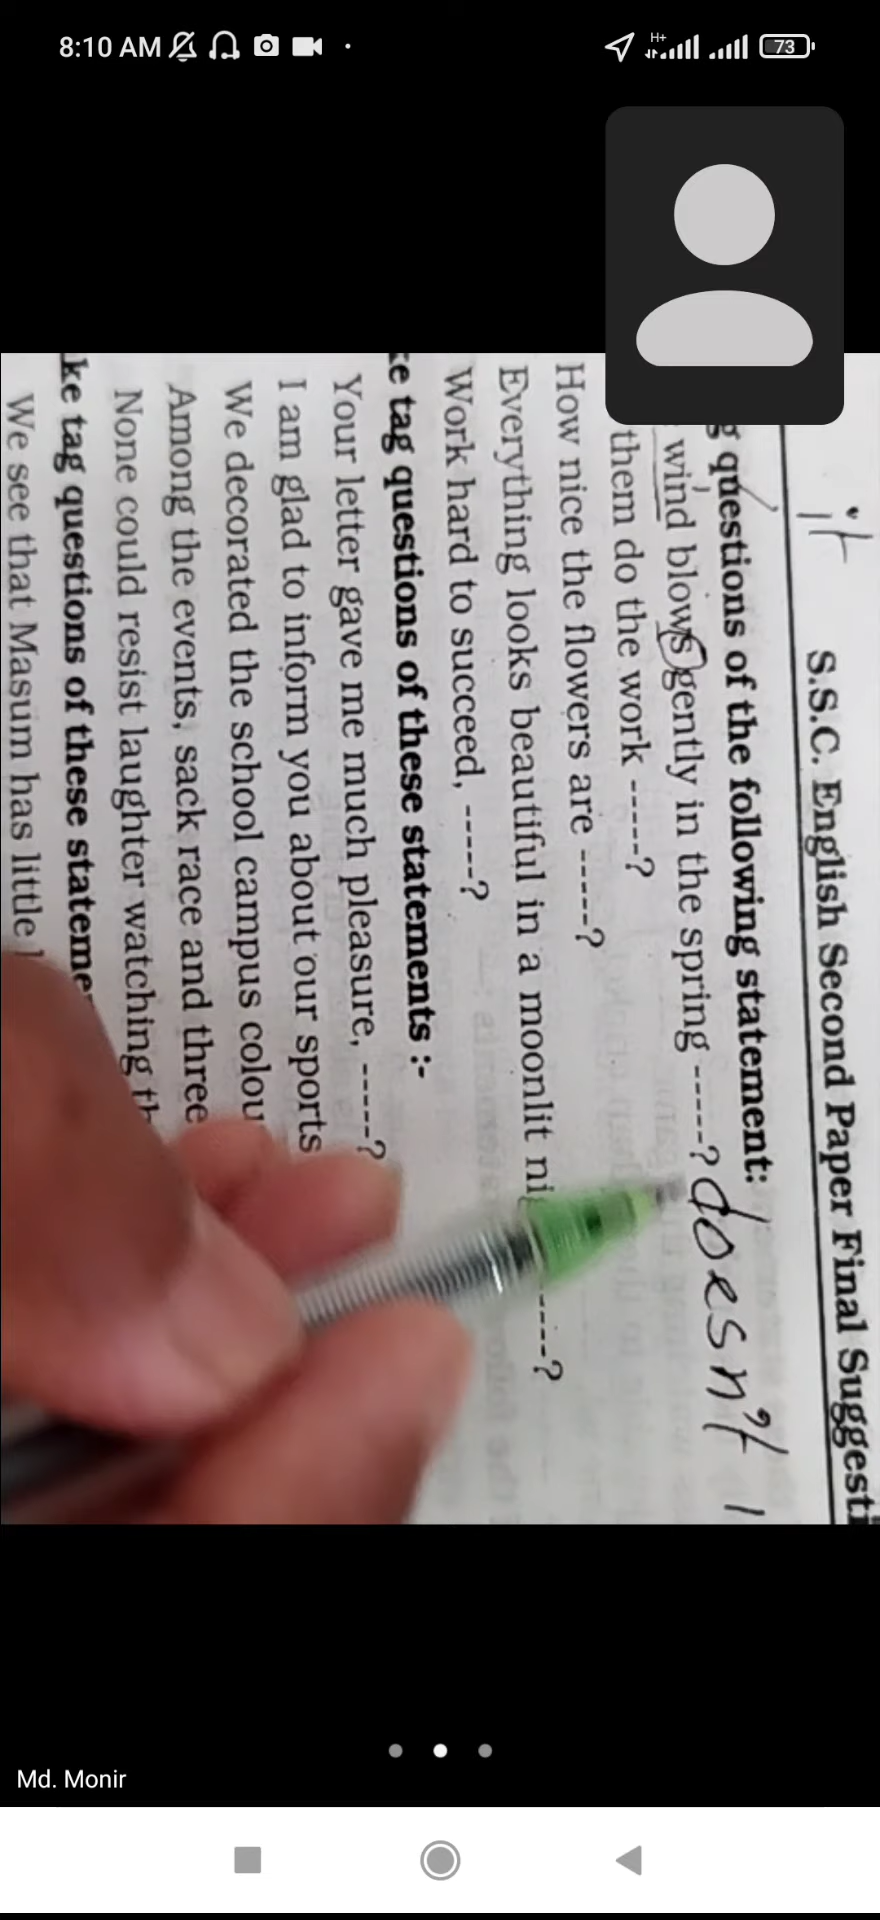 8:10 AM
H+
73
it
S.S.C. English Second Paper Final Suggesti
questions of the following statement:
wind blows gently in the spring -----? doesn't
them do the work -----?
How nice the flowers are -----?
Everything looks beautiful in a moonlit -----?
Work hard to succeed, -----?
ke tag questions of these statements :-
Your letter gave me much pleasure, -----?
I am glad to inform you about our sports
We decorated the school campus colou
Among the events, sack race and three
None could resist laughter watching th
ke tag questions of these stateme
We see that Masum has little
Md. Monir